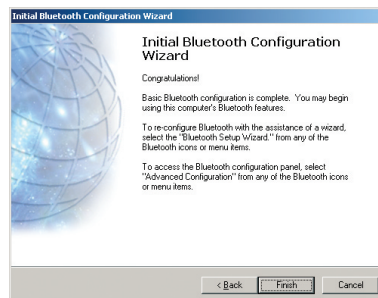 Initial Bluetooth Configuration Wizard
Initial Bluetooth Configuration
Wizard
Congratulations!
Basic Bluetooth configuration is complete. You may begin
using this computer's Bluetooth features.
To re-configure Bluetooth with the assistance of a wizard,
select the "Bluetooth Setup Wizard." from any of the
Bluetooth icons or menu items.
To access the Bluetooth configuration panel, select
"Advanced Configuration" from any of the Bluetooth icons
or menu items.
< Back Finish Cancel